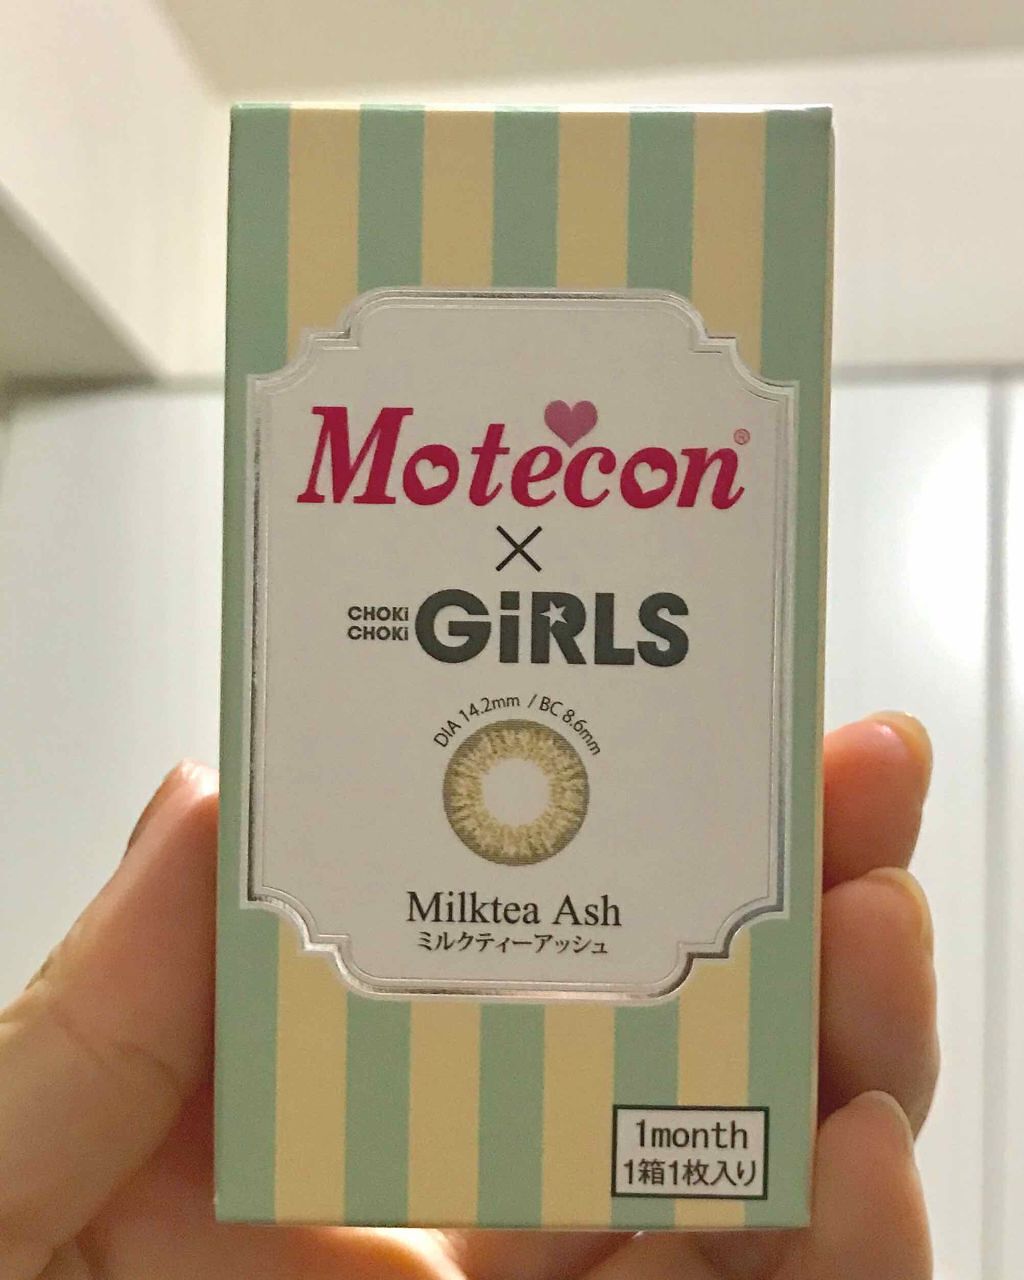 Motecon®
×
CHOKi CHOKi GiRLS
DIA 14.2mm / BC 8.6mm
Milktea Ash
ミルクティーアッシュ
1month
1箱1枚入り